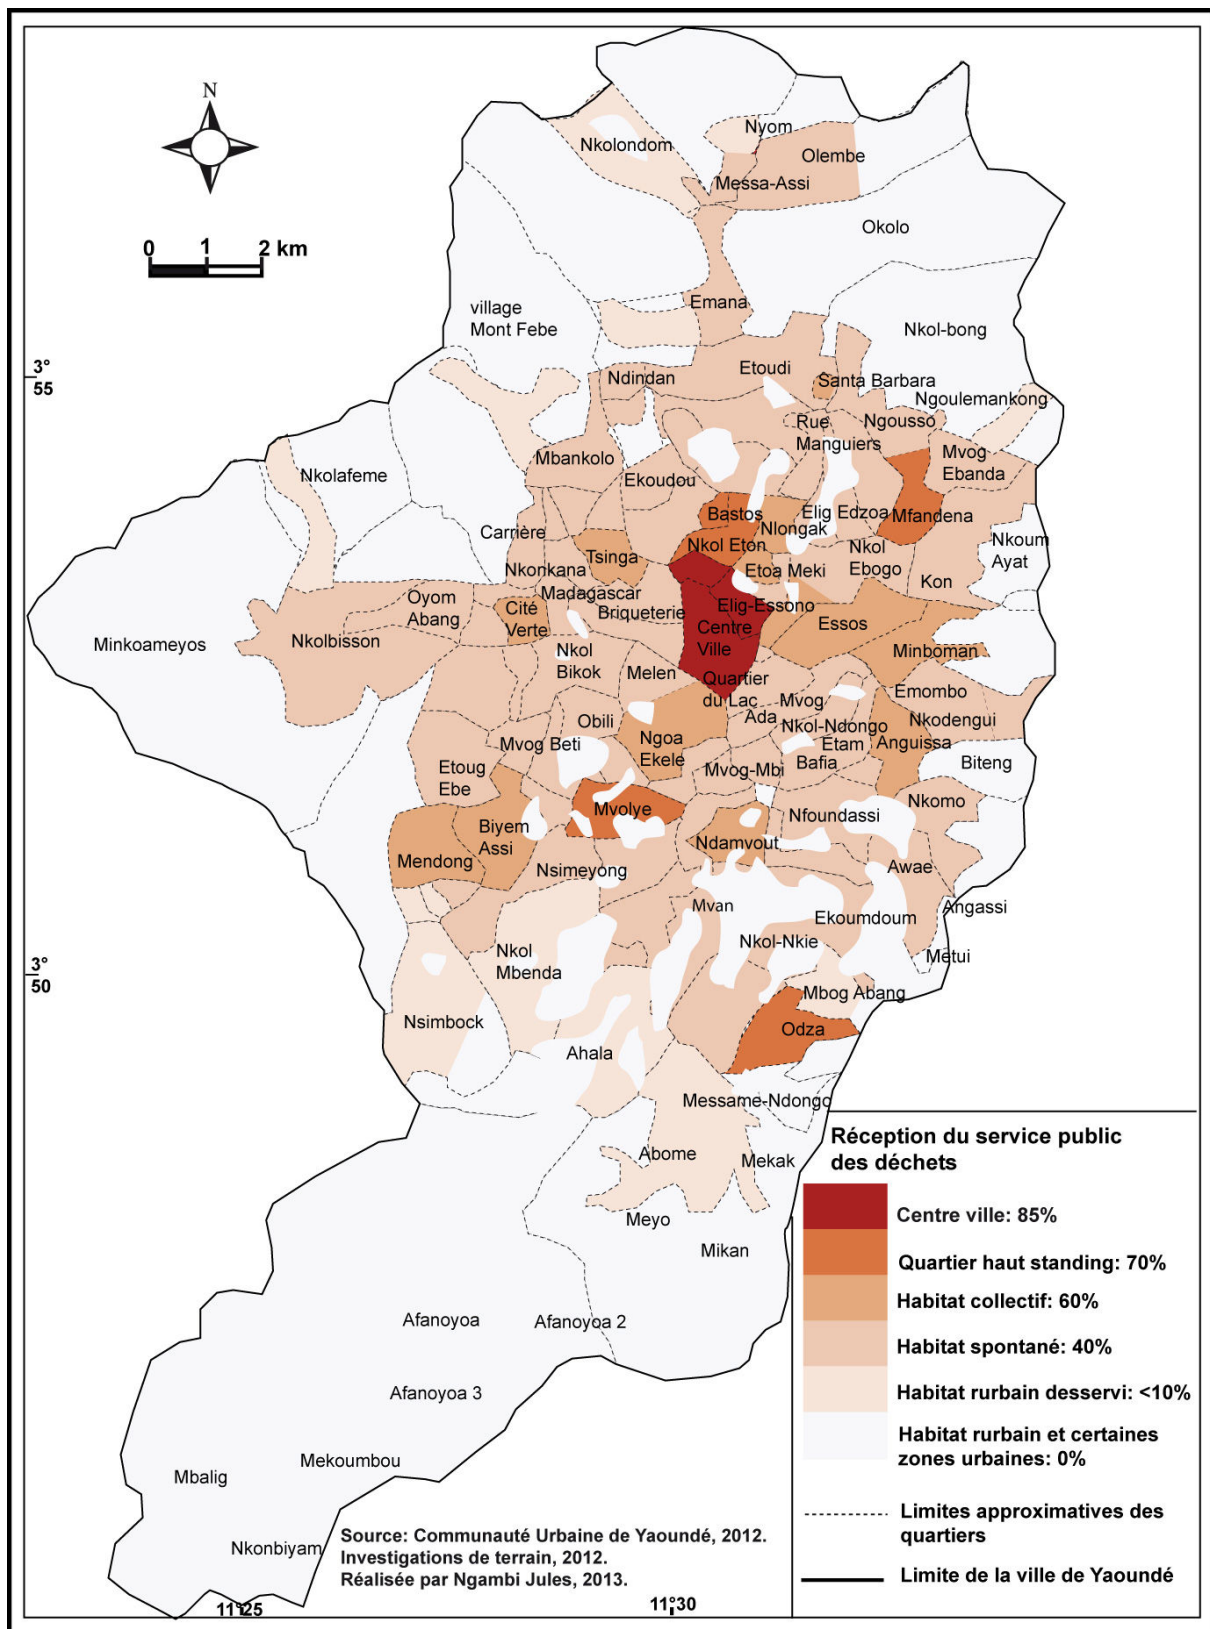 N
Nkolondom
Nyom
Olembe
Messa-Assi
0 1 2 km
Okolo
village
Mont Febe
Emana
Nkol-bong
3°
55
Ndindan
Etoudi
Santa Barbara
Ngoulemankong
Rue
Manguiers
Ngousso
Mvog
Ebanda
Mbankolo
Nkolafeme
Ekoudou
Bastos
Elig Edzoa
Mfandena
Nlongak
Carrière
Nkol Eton
Tsinga
Nkol
Ebogo
Nkoum
Ayat
Nkonkana
Etoa Meki
Kon
Madagascar
Oyom
Abang
Cité
Verte
Briqueterie
Elig-Essono
Centre
Ville
Essos
Minkoameyos
Nkolbisson
Nkol
Bikok
Melen
Minboman
Quartier
du Lac
Mvog
Ada
Emombo
Obili
Nkol-Ndongo
Nkodengui
Ngoa
Ekele
Mvog Beti
Etam
Bafia
Anguissa
Biteng
Etoug
Ebe
Mvog-Mbi
Mvolye
Nkomo
Nfoundassi
Biyem
Assi
Ndamvout
Mendong
Nsimeyong
Awae
Mvan
Ekoumdoum
Angassi
Nkol
Mbenda
Nkol-Nkie
Metui
3°
50
Mbog Abang
Nsimbock
Odza
Ahala
Messame-Ndongo
Abome
Mekak
Meyo
Mikan
Afanoyoa
Afanoyoa 2
Afanoyoa 3
Mekoumbou
Mbalig
Nkonbiyam
Réception du service public
des déchets
Centre ville: 85%
Quartier haut standing: 70%
Habitat collectif: 60%
Habitat spontané: 40%
Habitat rurbain desservi: <10%
Habitat rurbain et certaines
zones urbaines: 0%
Limites approximatives des
quartiers
Limite de la ville de Yaoundé
Source: Communauté Urbaine de Yaoundé, 2012.
Investigations de terrain, 2012.
Réalisée par Ngambi Jules, 2013.
11°25
11°30